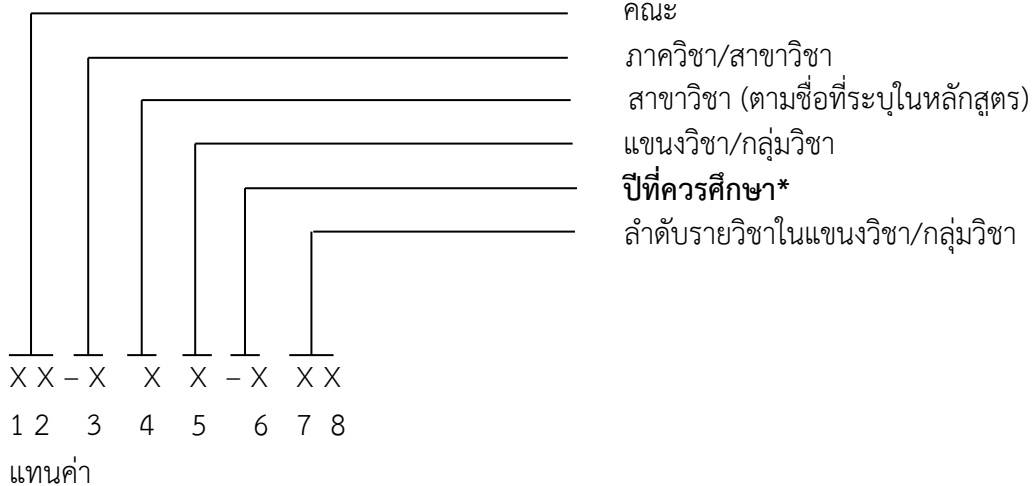 คณะ
ภาควิชา/สาขาวิชา
สาขาวิชา (ตามชื่อที่ระบุในหลักสูตร)
แขนงวิชา/กลุ่มวิชา
ปีที่ควรศึกษา*
ลำดับรายวิชาในแขนงวิชา/กลุ่มวิชา
X X – X X X – X X X
1 2 3 4 5 6 7 8
แทนค่า